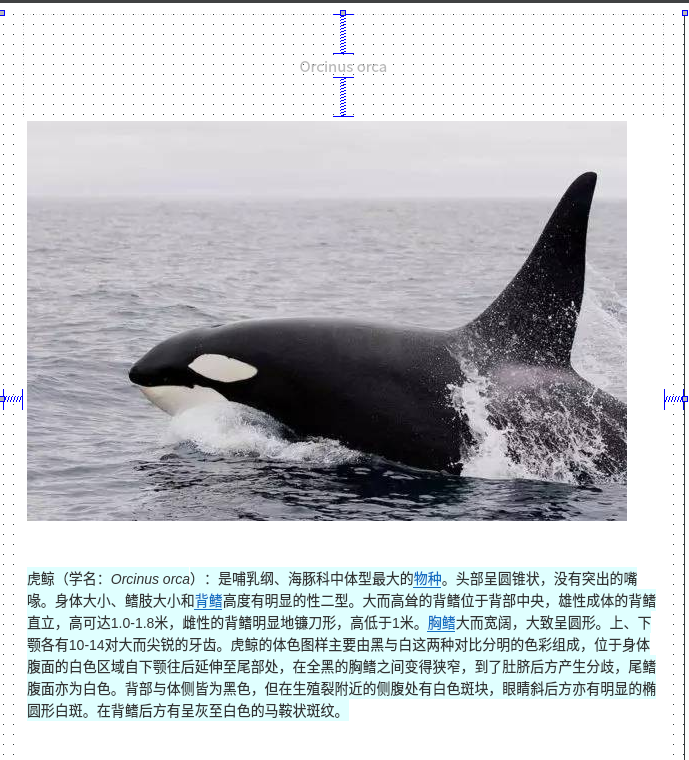 Orcinus orca
虎鲸（学名：Orcinus orca）：是哺乳纲、海豚科中体型最大的物种。头部呈圆锥状，没有突出的嘴
喙。身体大小、鳍肢大小和背鳍高度有明显的性二型。大而高耸的背鳍位于背部中央，雄性成体的背鳍
直立，高可达1.0-1.8米，雌性的背鳍明显地镰刀形，高低于1米。胸鳍大而宽阔，大致呈圆形。上、下
颚各有10-14对大而尖锐的牙齿。虎鲸的体色图样主要由黑与白这两种对比分明的色彩组成，位于身体
腹面的白色区域自下颚往后延伸至尾部处，在全黑的胸鳍之间变得狭窄，到了肚脐后方产生分歧，尾鳍
腹面亦为白色。背部与体侧皆为黑色，但在生殖裂附近的侧腹处有白色斑块，眼睛斜后方亦有明显的椭
圆形白斑。在背鳍后方有呈灰至白色的马鞍状斑纹。